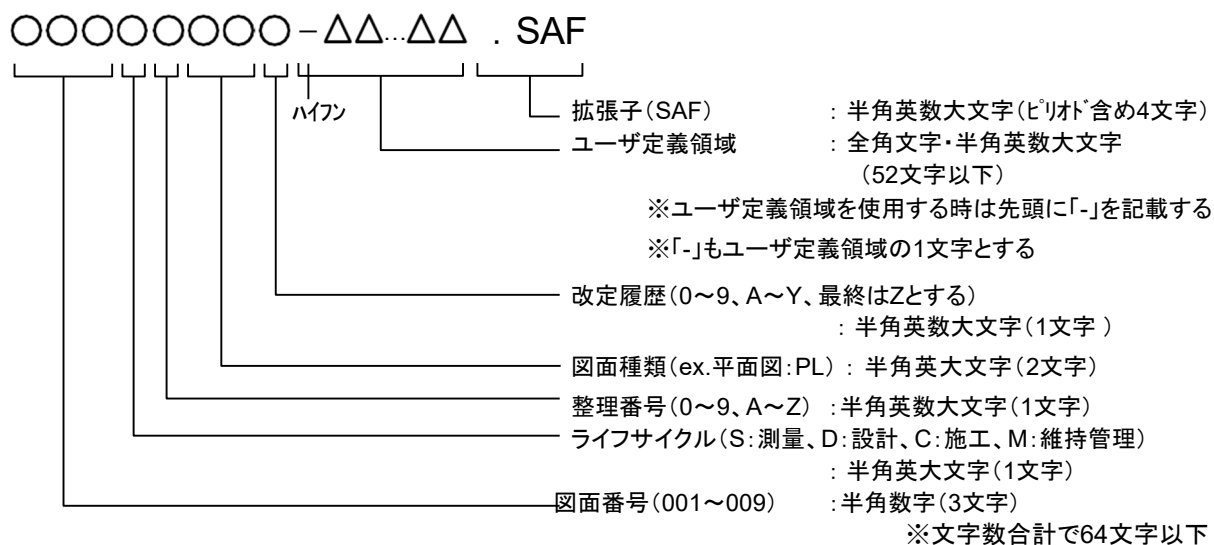 ○○○○○○○○-△△…△△ . SAF
ハイフン
拡張子(SAF) : 半角英数大文字(ピリオド含め4文字)
ユーザ定義領域 : 全角文字・半角英数大文字
(52文字以下)
※ユーザ定義領域を使用する時は先頭に「-」を記載する
※「-」もユーザ定義領域の1文字とする
改定履歴(0～9、A～Y、最終はZとする)
: 半角英数大文字(1文字 )
図面種類(ex.平面図:PL) : 半角英大文字(2文字)
整理番号(0～9、A～Z) :半角英数大文字(1文字)
ライフサイクル(S:測量、D:設計、C:施工、M:維持管理)
: 半角英大文字(1文字)
図面番号(001～009) :半角数字(3文字)
※文字数合計で64文字以下